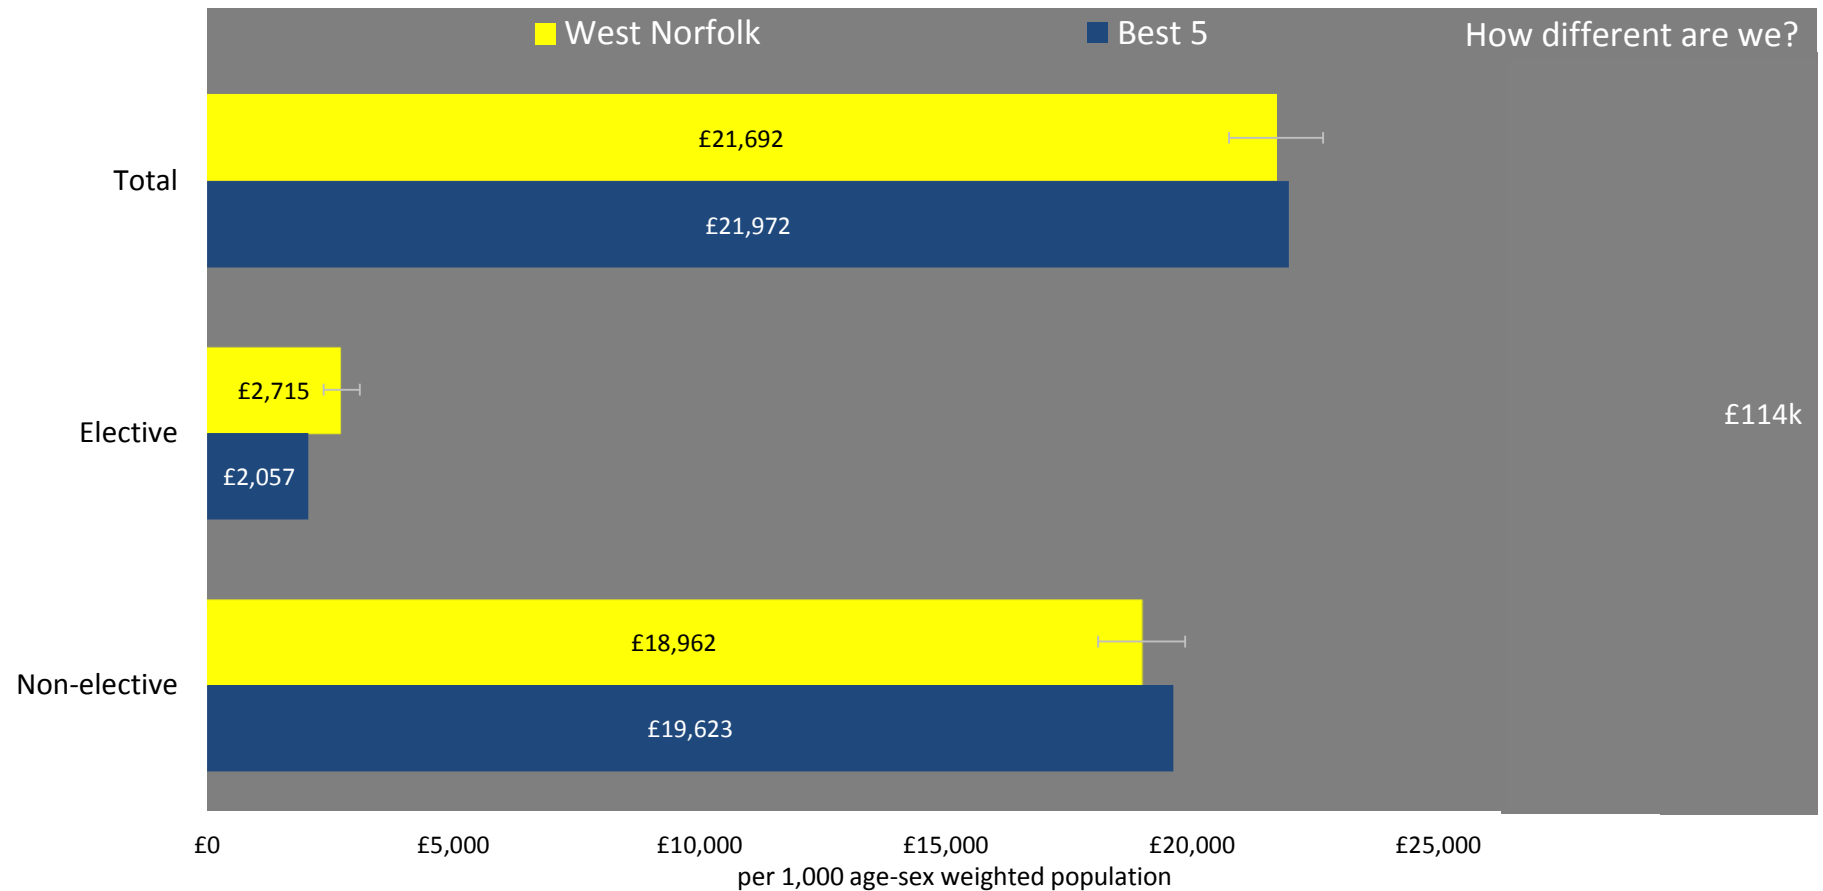 West Norfolk
Best 5
How different are we?
Total
£21,692
£21,972
Elective
£2,715
£2,057
£114k
Non-elective
£18,962
£19,623
£0 £5,000 £10,000 £15,000 £20,000 £25,000
per 1,000 age-sex weighted population